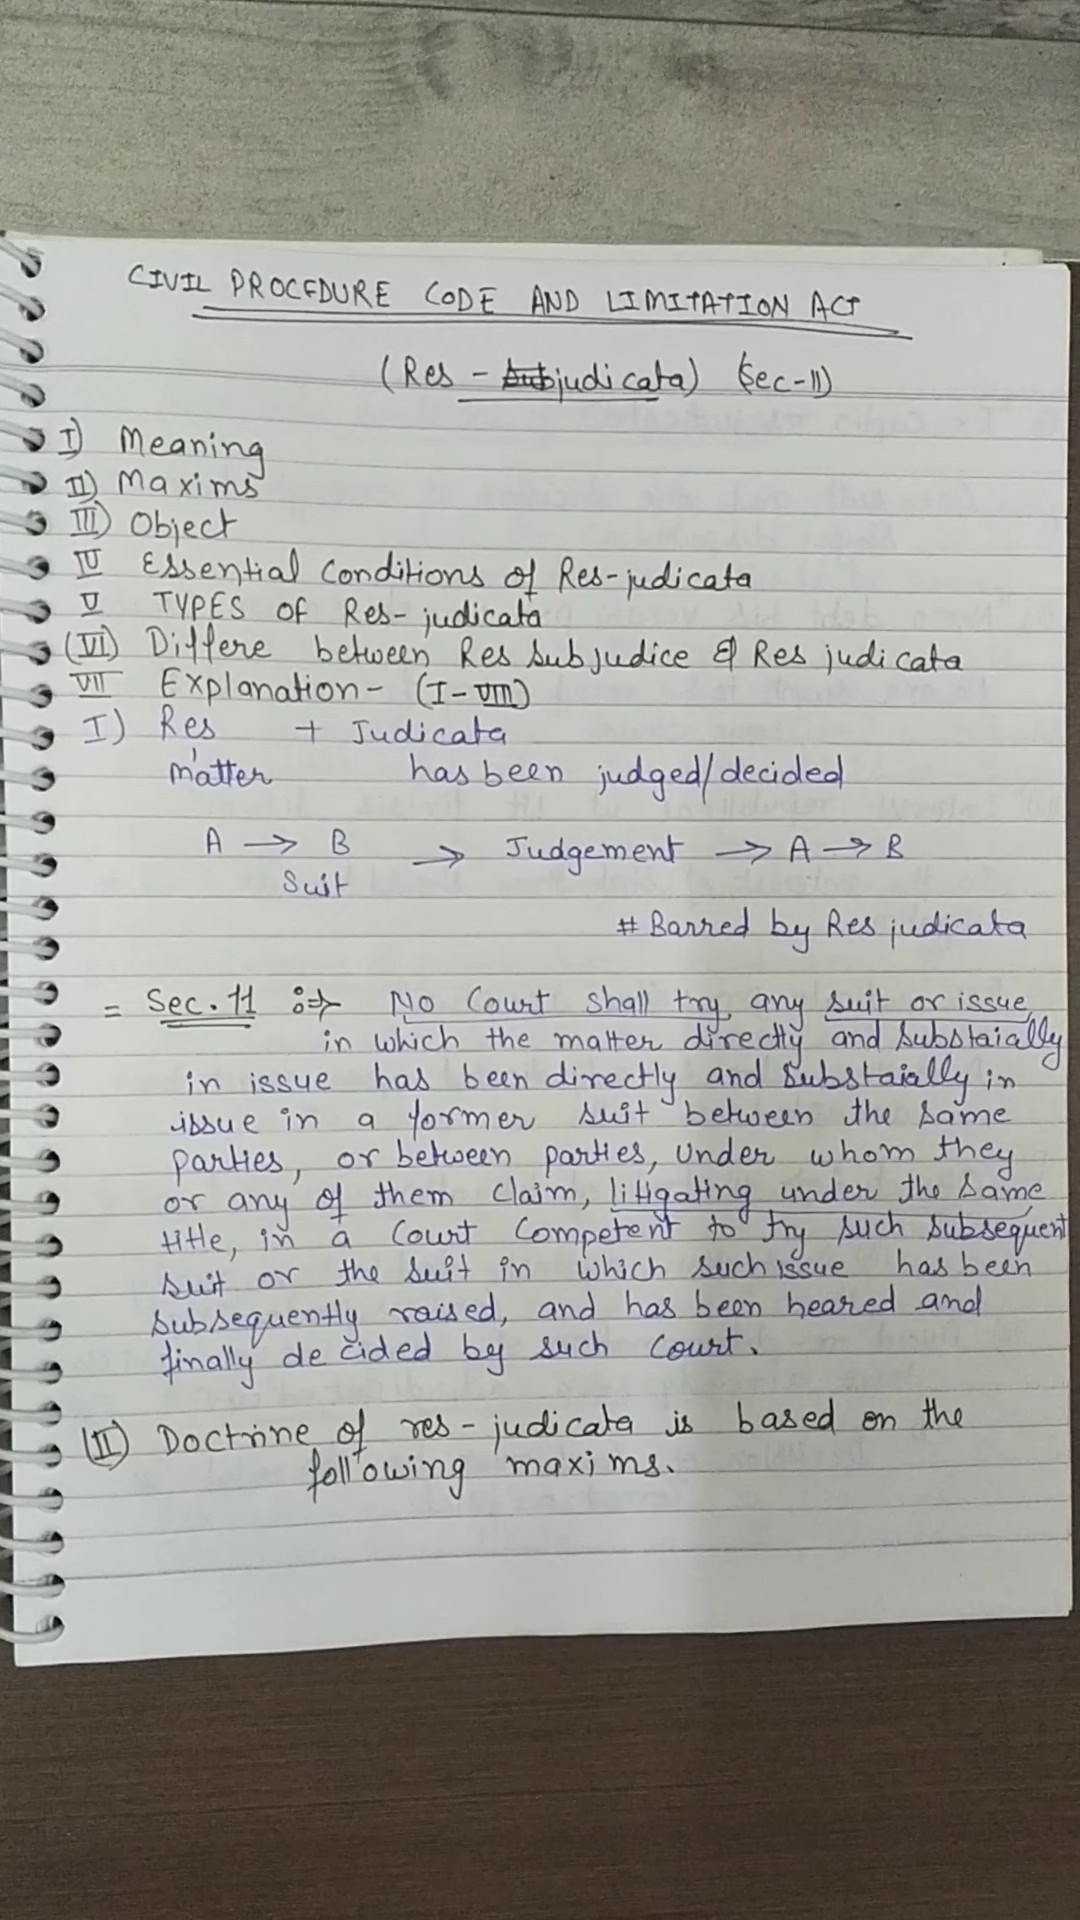 CIVIL PROCEDURE CODE AND LIMITATION ACT
(Res - judicata) (Sec-11)
I) Meaning
II) Maxims
III) Object
IV Essential Conditions of Res-judicata
V TYPES of Res-judicata
(VI) Differe between Res Subjudice & Res judicata
VII Explanation- (I-VIII)
I) Res + Judicata
matter has been judged/decided
A → B → Judgement → A → B
Suit
# Barred by Res judicata
= Sec. 11 :⇒ No Court shall try, any suit or issue,
in which the matter directly and substaially
in issue has been directly and substaially in
issue in a former suit between the same
parties, or between parties, under whom they
or any of them claim, litigating under the same
title, in a Court Competent to try such subsequent
suit or the suit in which such issue has been
subsequently raised, and has been heared and
finally decided by such Court.
(II) Doctrine of res-judicata is based on the
following maxims.